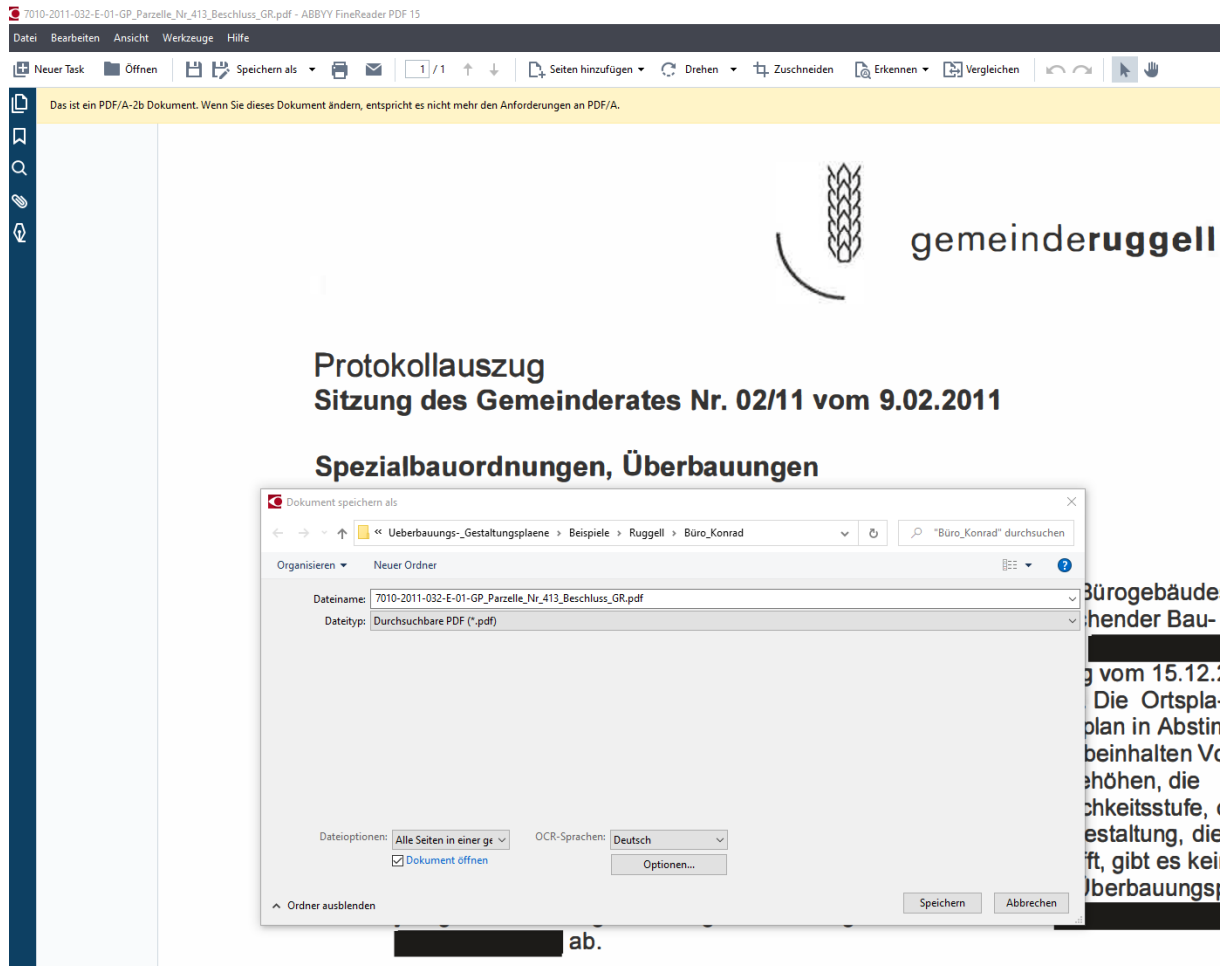 7010-2011-032-E-01-GP_Parzelle_Nr_413_Beschluss_GR.pdf - ABBYY FineReader PDF 15
Datei Bearbeiten Ansicht Werkzeuge Hilfe
Neuer Task Öffnen Speichern als 1 / 1 Seiten hinzufügen Drehen Zuschneiden Erkennen Vergleichen
Das ist ein PDF/A-2b Dokument. Wenn Sie dieses Dokument ändern, entspricht es nicht mehr den Anforderungen an PDF/A.
gemeinderuggell
Protokollauszug
Sitzung des Gemeinderates Nr. 02/11 vom 9.02.2011
Spezialbauordnungen, Überbauungen
Dokument speichern als
« Ueberbauungs-_Gestaltungsplaene › Beispiele › Ruggell › Büro_Konrad "Büro_Konrad" durchsuchen
Organisieren Neuer Ordner
Dateiname: 7010-2011-032-E-01-GP_Parzelle_Nr_413_Beschluss_GR.pdf
Dateityp: Durchsuchbare PDF (*.pdf)
Bürogebäude
hender Bau-
vom 15.12.
Die Ortspla-
plan in Abstin
beinhalten Vo
ehöhen, die
chkeitsstufe,
estaltung, die
fft, gibt es kei
Überbauungs
Dateioptionen: Alle Seiten in einer ge OCR-Sprachen: Deutsch
Dokument öffnen Optionen...
Ordner ausblenden Speichern Abbrechen
ab.